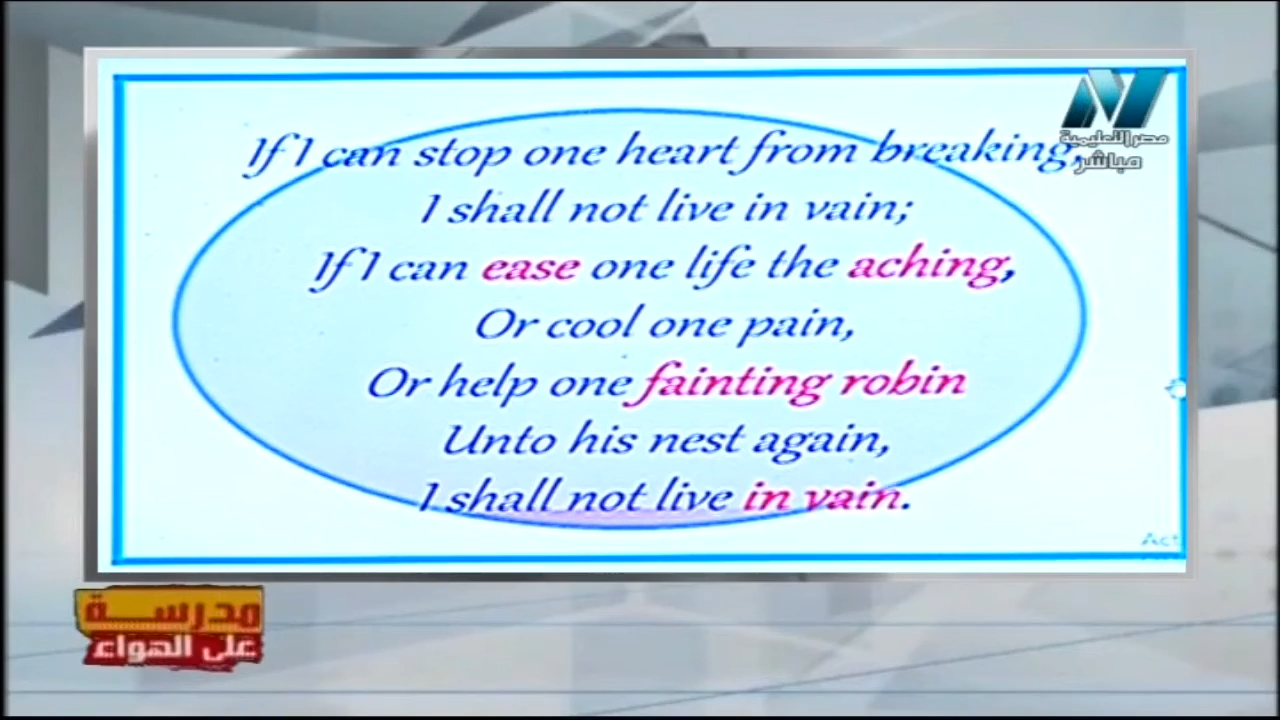 If I can stop one heart from breaking,
I shall not live in vain;
If I can ease one life the aching,
Or cool one pain,
Or help one fainting robin
Unto his nest again,
I shall not live in vain.
مصر التعليمية
مباشر
Act
مدرسة
على الهواء